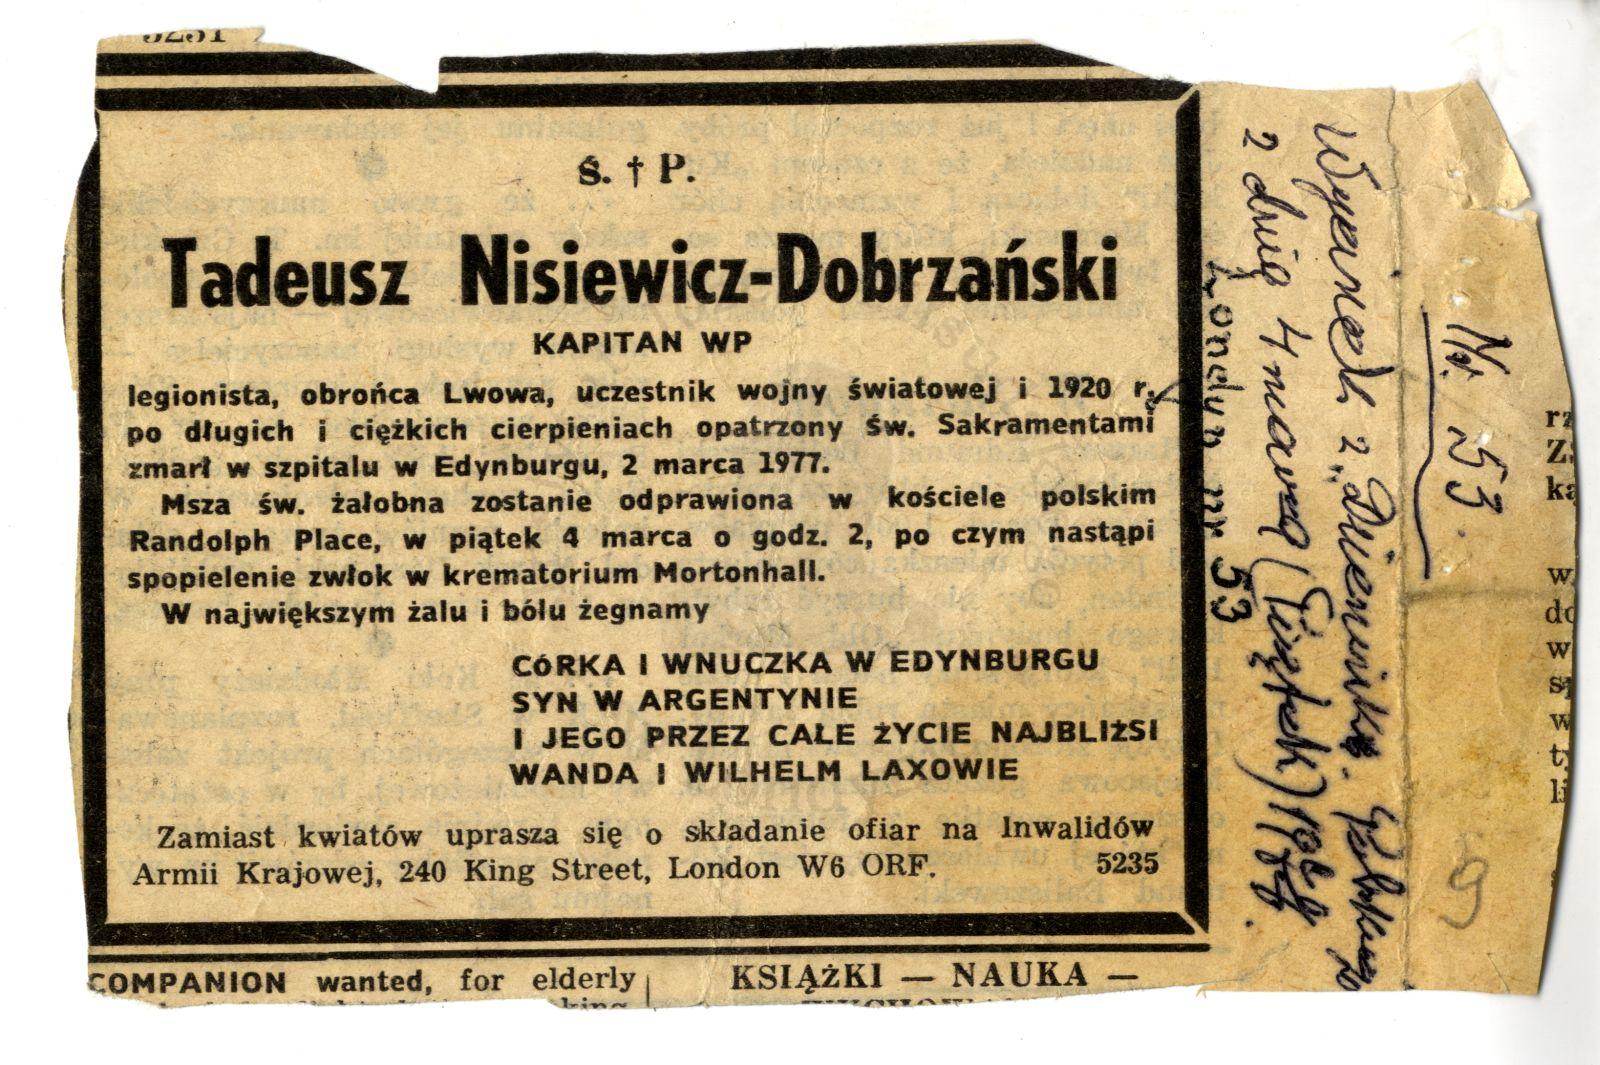 5231
Ś. † P.
Tadeusz Nisiewicz-Dobrzański
KAPITAN WP
legionista, obrońca Lwowa, uczestnik wojny światowej i 1920 r.,
po długich i ciężkich cierpieniach opatrzony św. Sakramentami
zmarł w szpitalu w Edynburgu, 2 marca 1977.
Msza św. żałobna zostanie odprawiona w kościele polskim
Randolph Place, w piątek 4 marca o godz. 2, po czym nastąpi
spopielenie zwłok w krematorium Mortonhall.
W największym żalu i bólu żegnamy
CÓRKA I WNUCZKA W EDYNBURGU
SYN W ARGENTYNIE
I JEGO PRZEZ CAŁE ŻYCIE NAJBLIŻSI
WANDA I WILHELM LAXOWIE
Zamiast kwiatów uprasza się o składanie ofiar na Inwalidów
Armii Krajowej, 240 King Street, London W6 ORF. 5235
COMPANION wanted, for elderly
KSIĄŻKI — NAUKA —
Nr. 53.
Wycinek z "Dziennika
z dnia 4 marca (Piątek)
Londyn nr 53
9